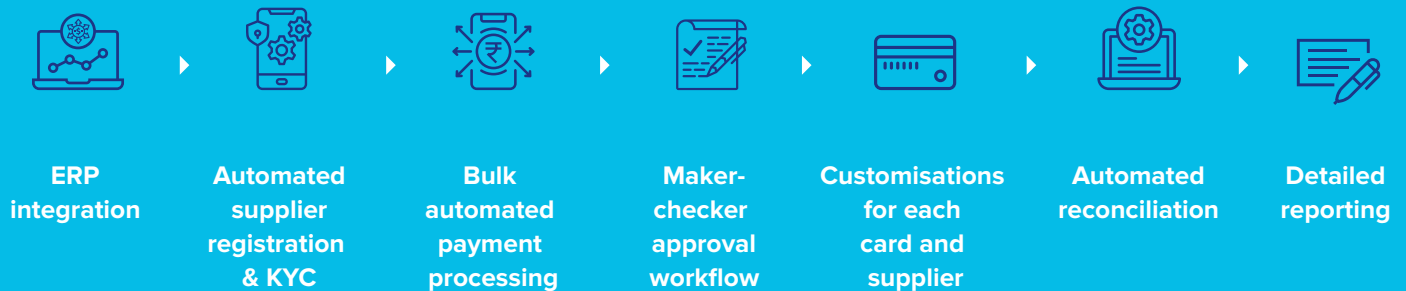 ERP
integration
Automated
supplier
registration
& KYC
Bulk
automated
payment
processing
Maker-
checker
approval
workflow
Customisations
for each
card and
supplier
Automated
reconciliation
Detailed
reporting